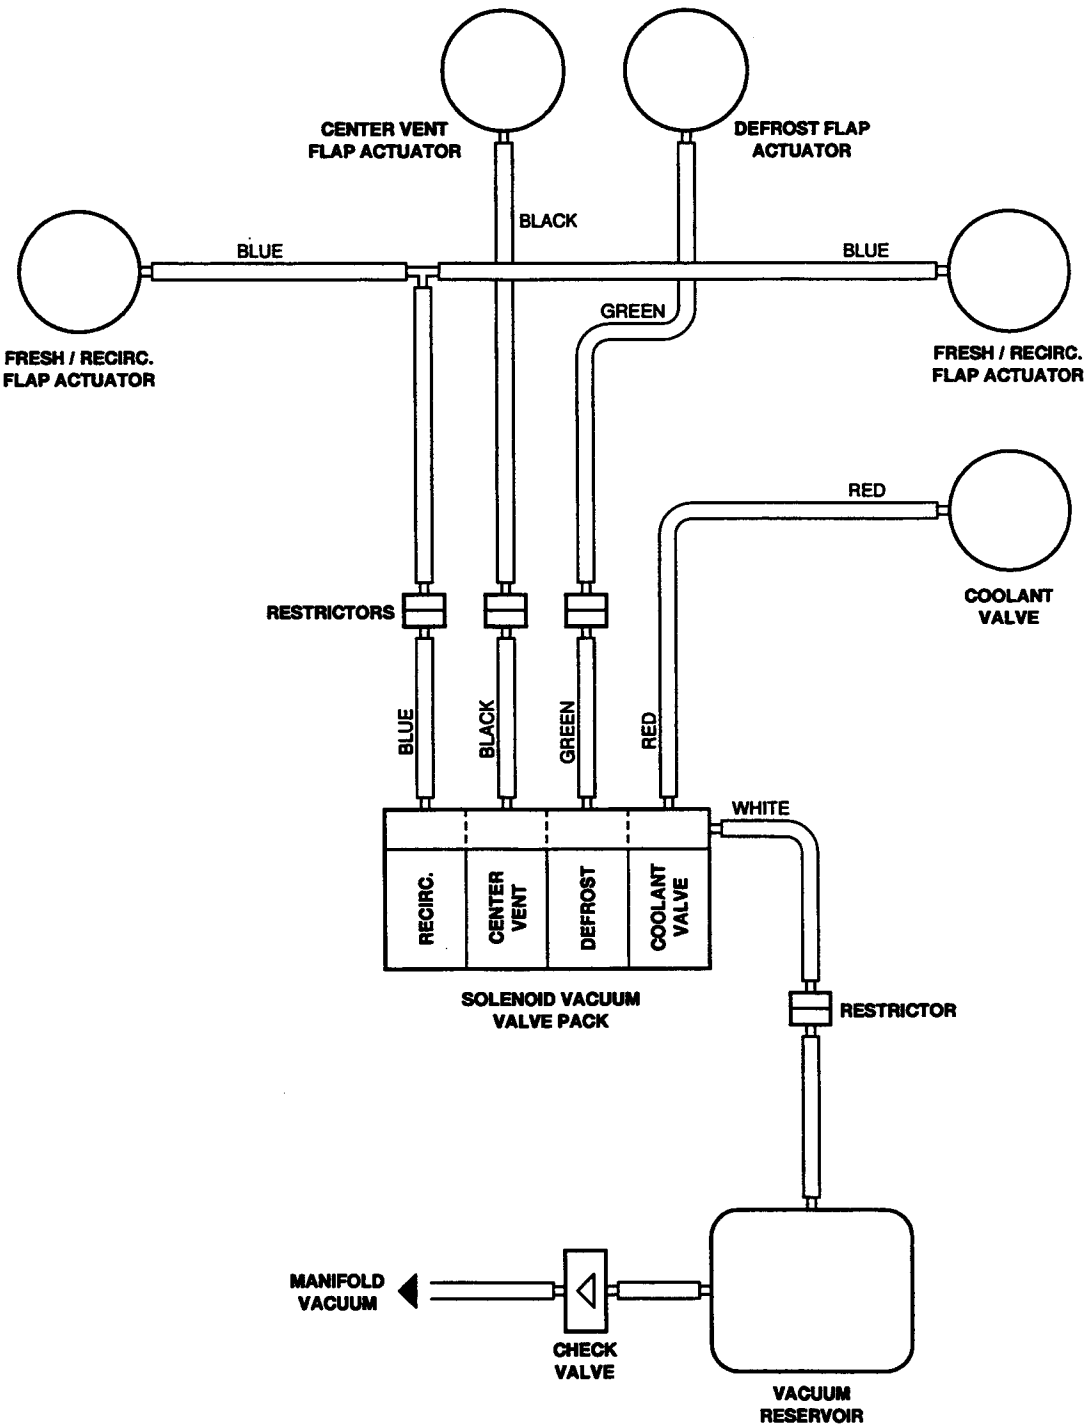 CENTER VENT
FLAP ACTUATOR
DEFROST FLAP
ACTUATOR
BLACK
BLUE
BLUE
GREEN
FRESH / RECIRC.
FLAP ACTUATOR
FRESH / RECIRC.
FLAP ACTUATOR
RED
COOLANT
VALVE
RESTRICTORS
BLUE
BLACK
GREEN
RED
WHITE
RECIRC.
CENTER
VENT
DEFROST
COOLANT
VALVE
SOLENOID VACUUM
VALVE PACK
RESTRICTOR
MANIFOLD
VACUUM
CHECK
VALVE
VACUUM
RESERVOIR